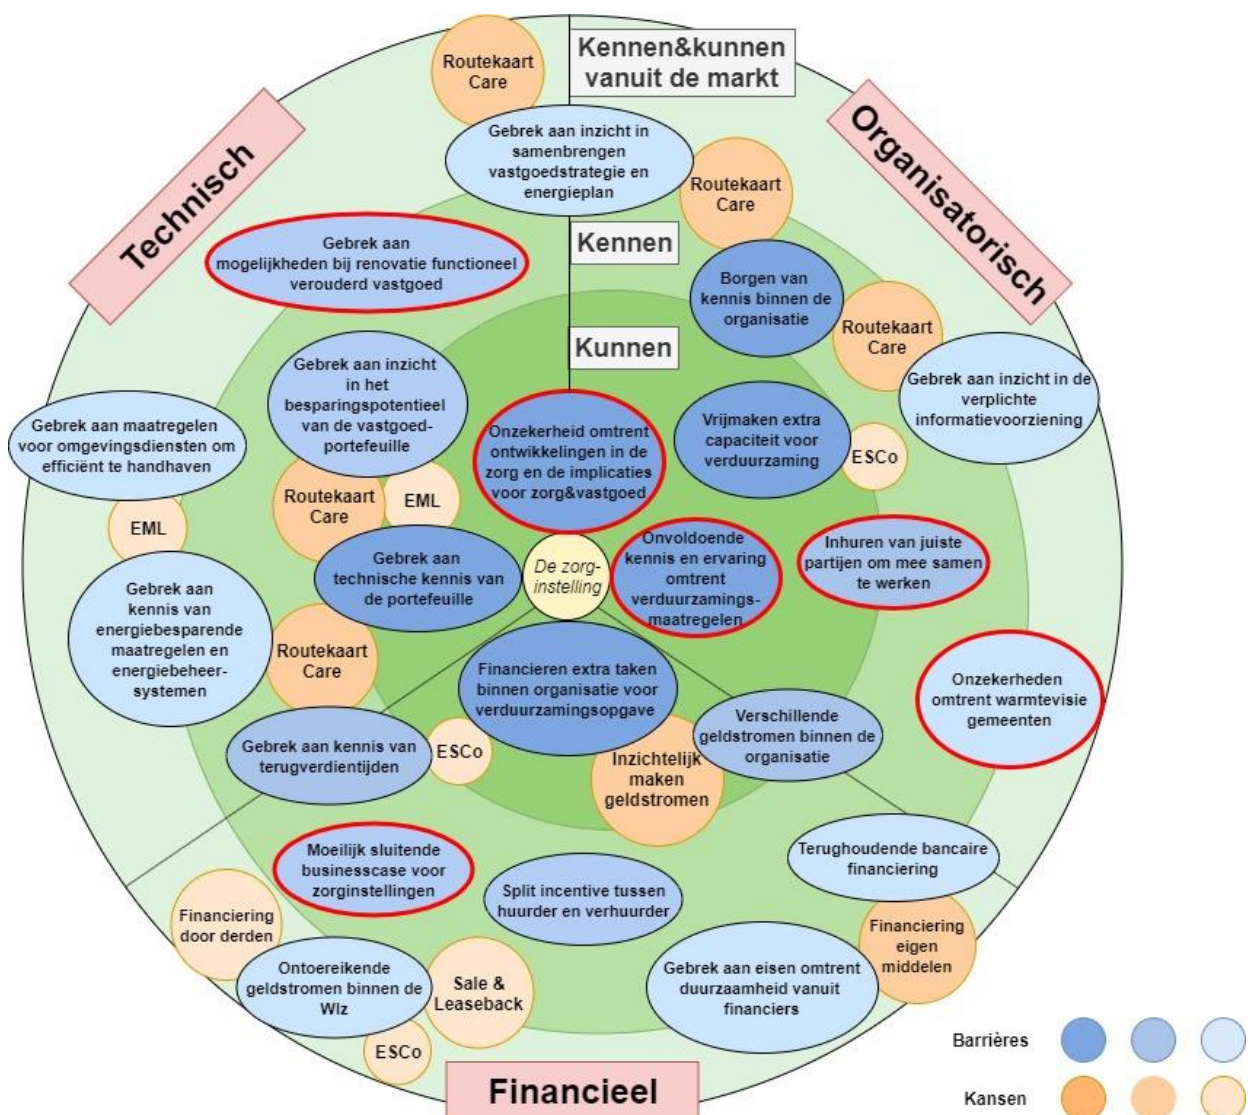 Kennen&kunnen
vanuit de markt
Routekaart
Care
Technisch
Organisatorisch
Gebrek aan inzicht in
samenbrengen
vastgoedstrategie en
energieplan
Routekaart
Care
Kennen
Gebrek aan
mogelijkheden bij renovatie functioneel
verouderd vastgoed
Borgen van
kennis binnen de
organisatie
Routekaart
Care
Kunnen
Gebrek aan inzicht
in het
besparingspotentieel
van de vastgoed-
portefeuille
Gebrek aan inzicht in de
verplichte
informatievoorziening
Gebrek aan maatregelen
voor omgevingsdiensten om
efficiënt te handhaven
Onzekerheid omtrent
ontwikkelingen in de
zorg en de implicaties
voor zorg&vastgoed
Vrijmaken extra
capaciteit voor
verduurzaming
ESCo
Routekaart
Care
EML
EML
Gebrek aan
technische kennis van
de portefeuille
De zorg-
instelling
Onvoldoende
kennis en ervaring
omtrent
verduurzamings-
maatregelen
Inhuren van juiste
partijen om mee samen
te werken
Gebrek aan
kennis van
energiebesparende
maatregelen en
energiebeheer-
systemen
Routekaart
Care
Financieren extra taken
binnen organisatie voor
verduurzamingsopgave
Onzekerheden
omtrent warmtevisie
gemeenten
Gebrek aan kennis van
terugverdientijden
ESCo
Verschillende
geldstromen binnen de
organisatie
Inzichtelijk
maken
geldstromen
Moeilijk sluitende
businesscase voor
zorginstellingen
Split incentive tussen
huurder en verhuurder
Terughoudende bancaire
financiering
Financiering
door derden
Financiering
eigen
middelen
Ontoereikende
geldstromen binnen de
Wlz
Sale &
Leaseback
Gebrek aan eisen omtrent
duurzaamheid vanuit
financiers
ESCo
Financieel
Barrières
Kansen